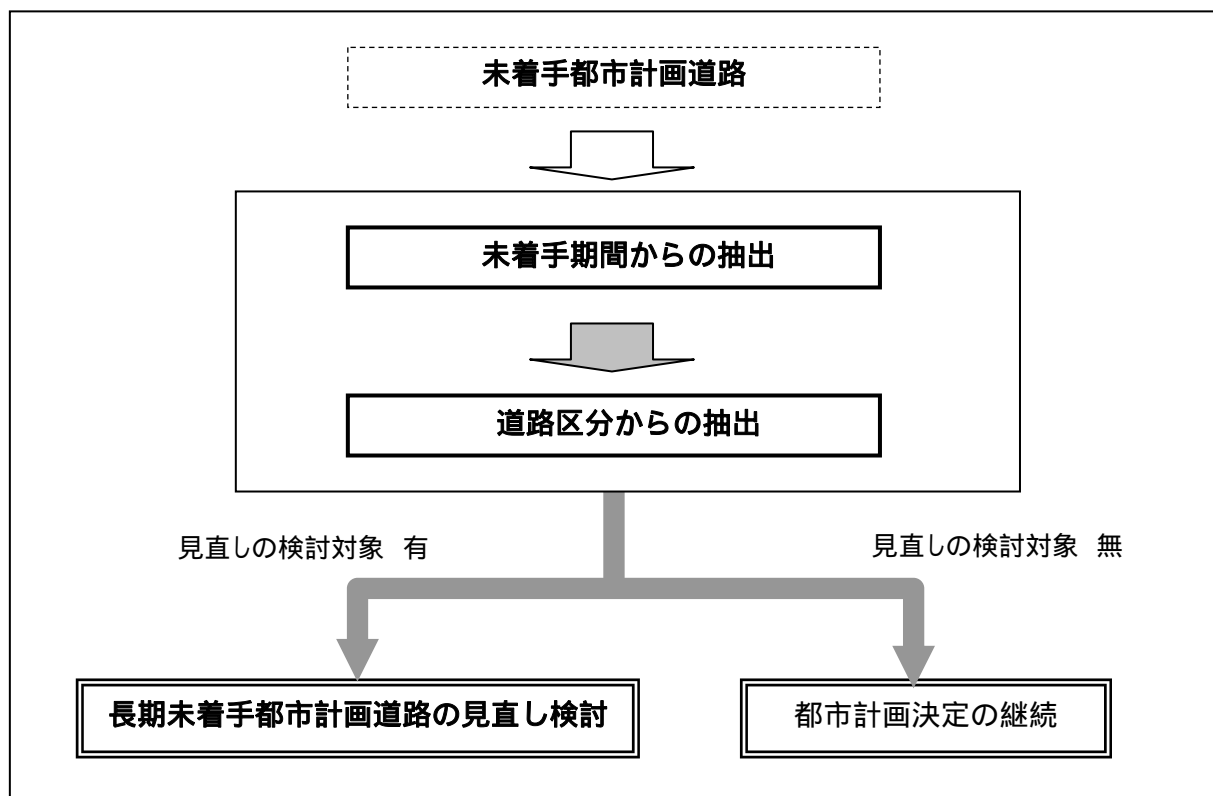 未着手都市計画道路
未着手期間からの抽出
道路区分からの抽出
見直しの検討対象 有
見直しの検討対象 無
長期未着手都市計画道路の見直し検討
都市計画決定の継続